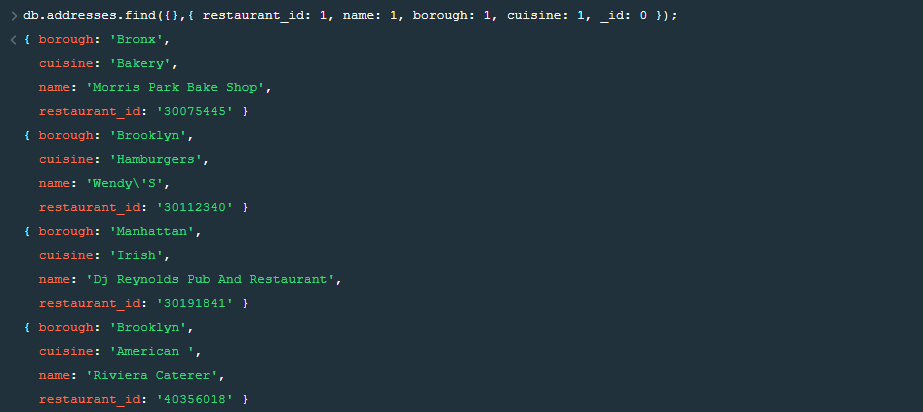 > db.addresses.find({},{ restaurant_id: 1, name: 1, borough: 1, cuisine: 1, _id: 0 });
< { borough: 'Bronx',
cuisine: 'Bakery',
name: 'Morris Park Bake Shop',
restaurant_id: '30075445' }
{ borough: 'Brooklyn',
cuisine: 'Hamburgers',
name: 'Wendy\'S',
restaurant_id: '30112340' }
{ borough: 'Manhattan',
cuisine: 'Irish',
name: 'Dj Reynolds Pub And Restaurant',
restaurant_id: '30191841' }
{ borough: 'Brooklyn',
cuisine: 'American ',
name: 'Riviera Caterer',
restaurant_id: '40356018' }